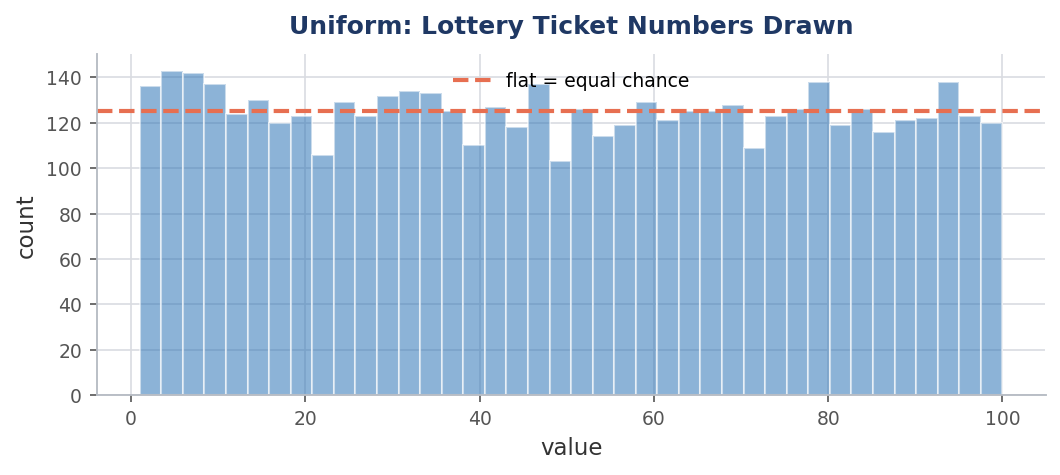 Uniform: Lottery Ticket Numbers Drawn
flat = equal chance
count
140
120
100
80
60
40
20
0
0 20 40 60 80 100
value